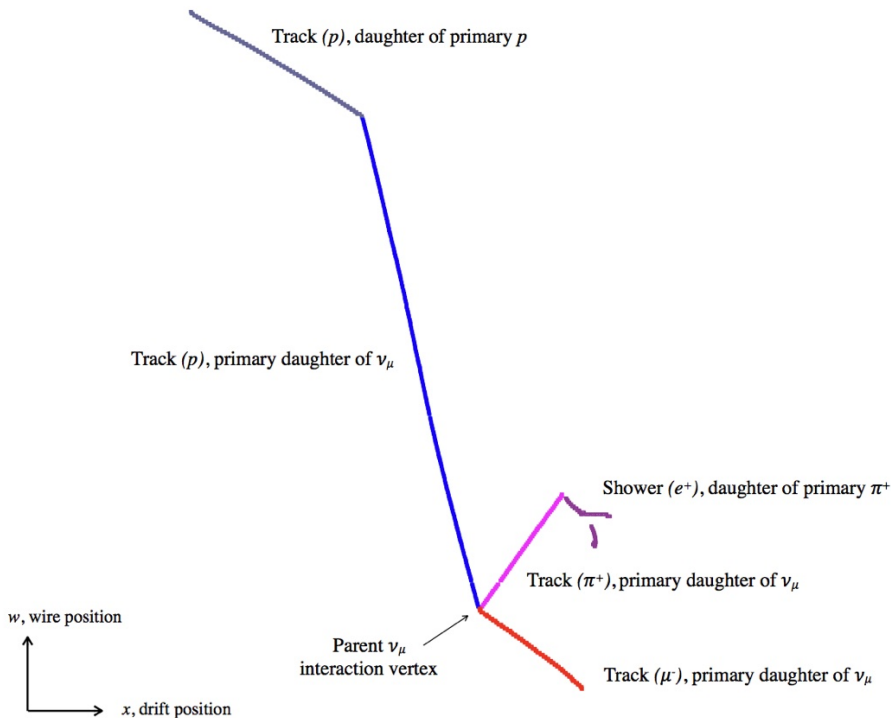 Track (p), daughter of primary p
Track (p), primary daughter of νμ
Shower (e⁺), daughter of primary π⁺
Track (π⁺), primary daughter of νμ
w, wire position
Parent νμ
interaction vertex
Track (μ⁻), primary daughter of νμ
x, drift position